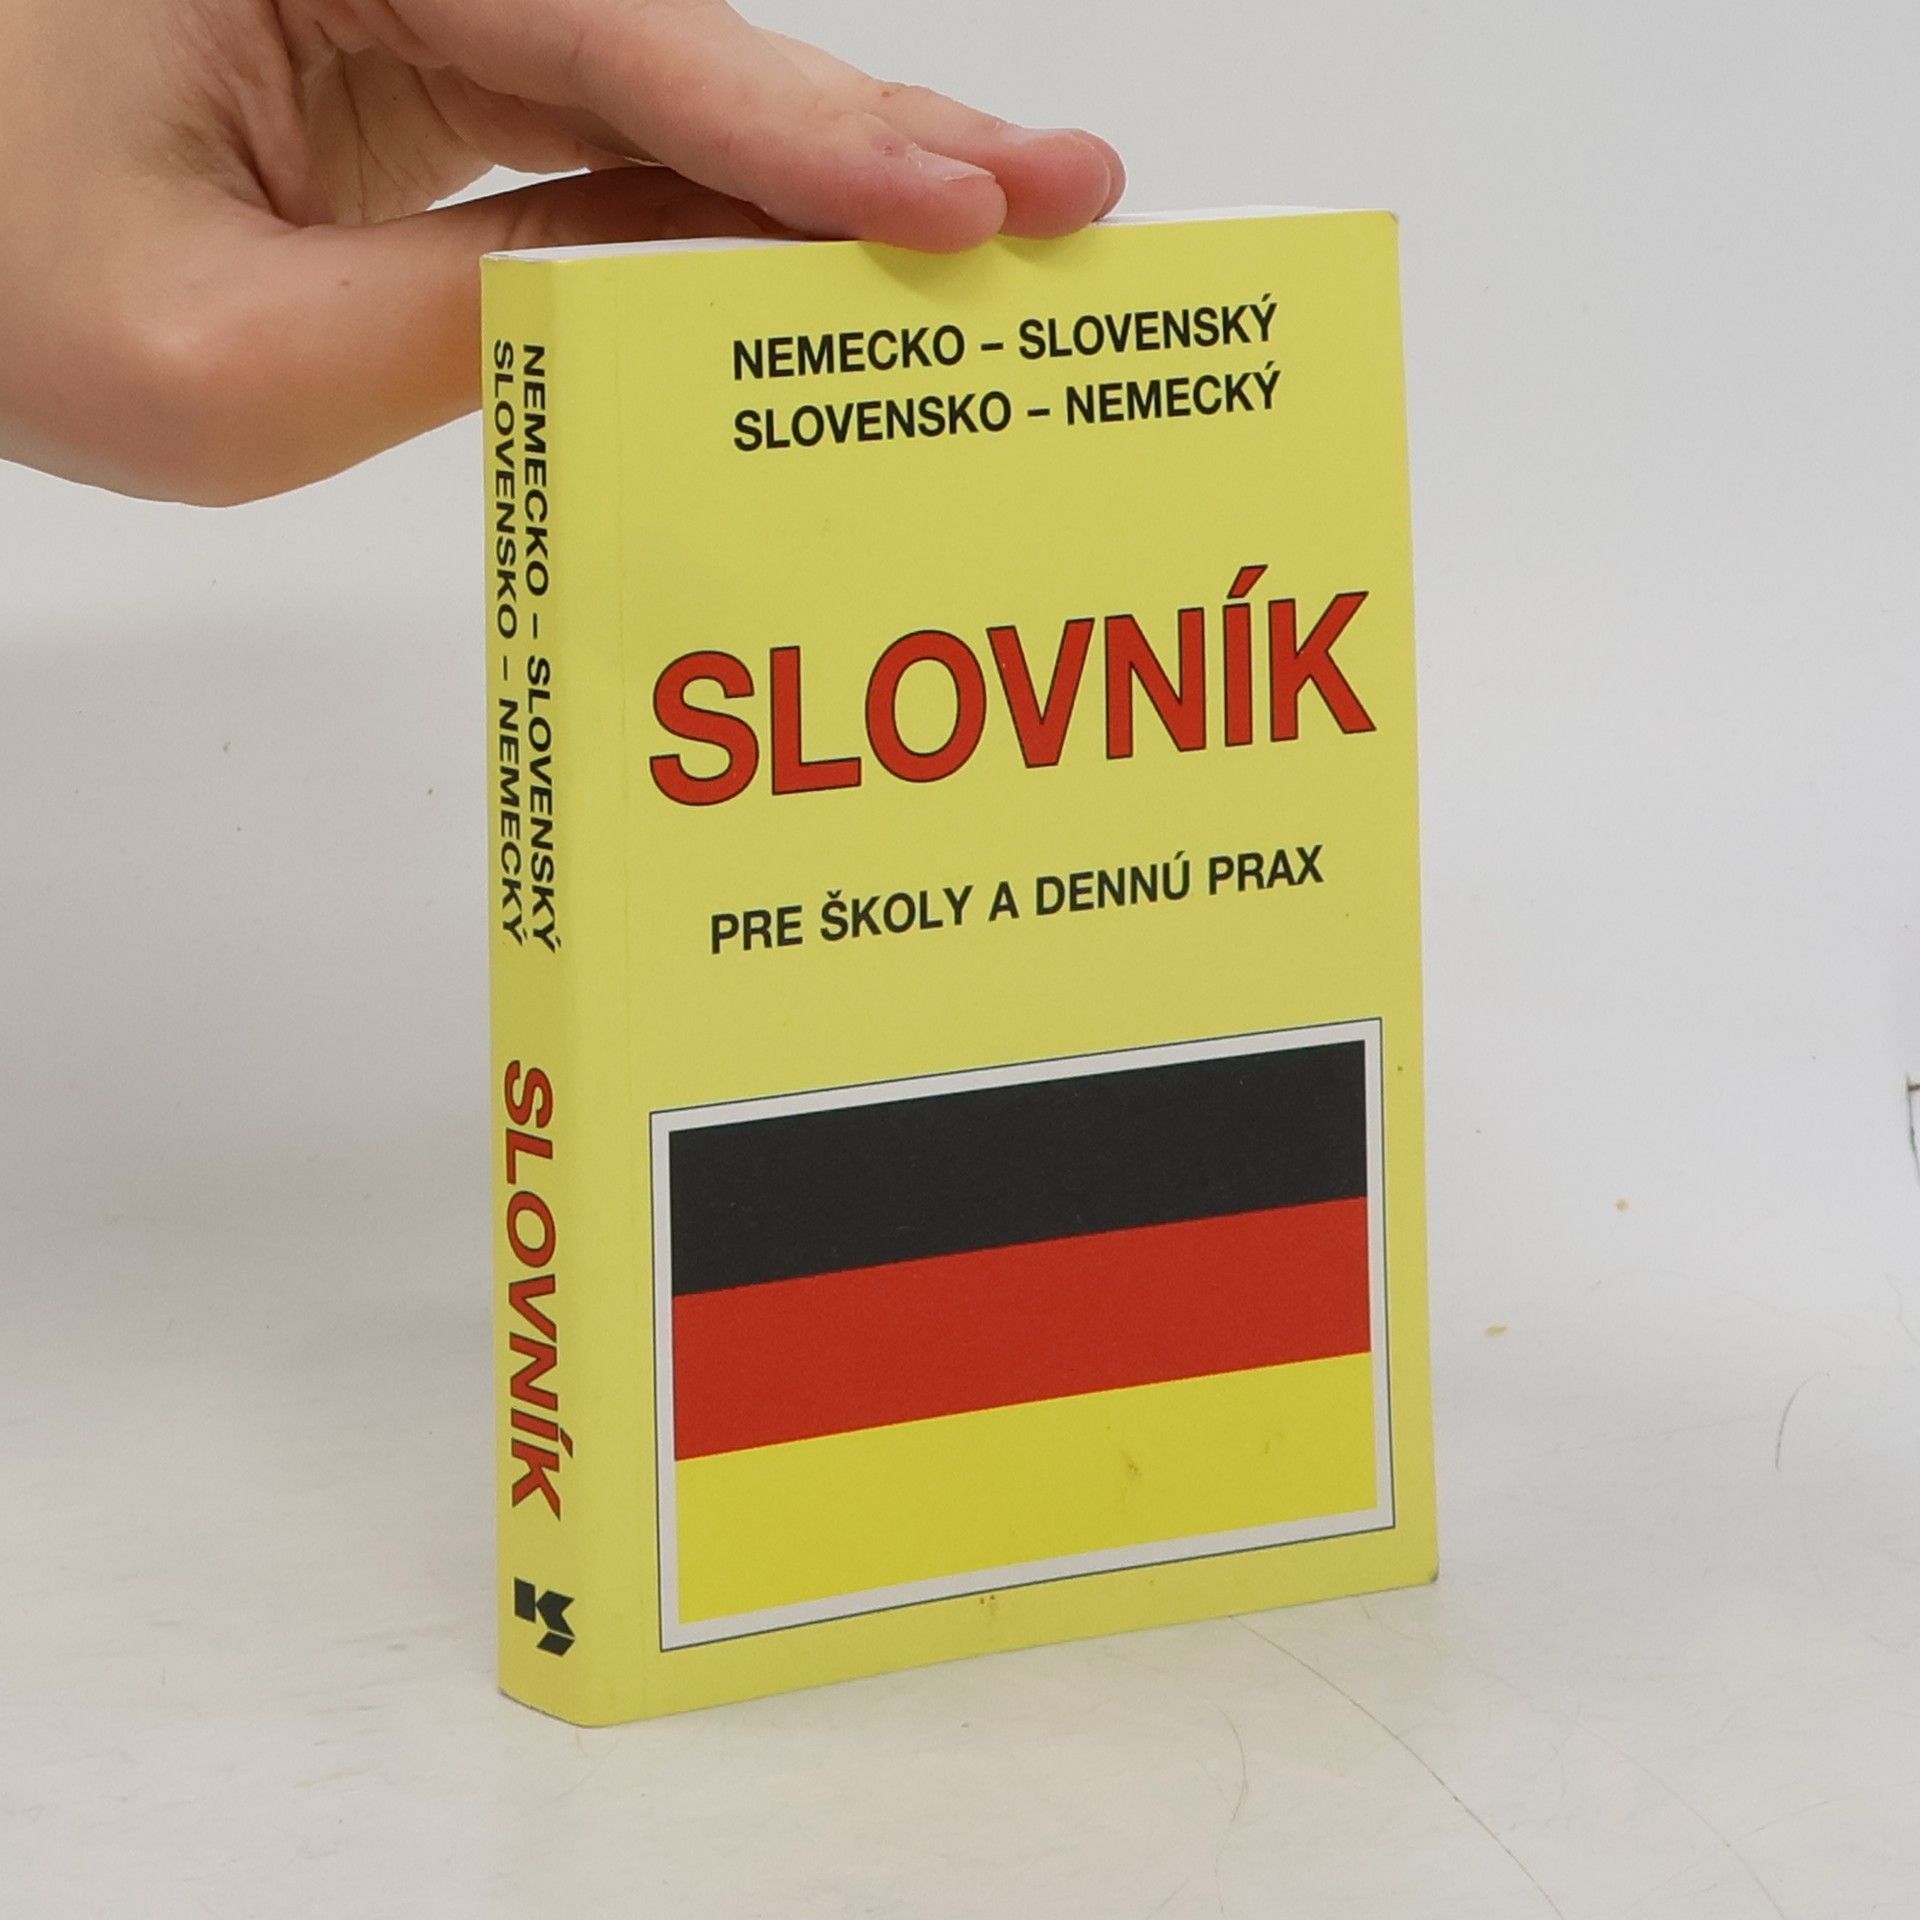 NEMECKO – SLOVENSKÝ
SLOVENSKO – NEMECKÝ
SLOVNÍK
PRE ŠKOLY A DENNÚ PRAX
NEMECKO – SLOVENSKÝ
SLOVENSKO – NEMECKÝ
SLOVNÍK